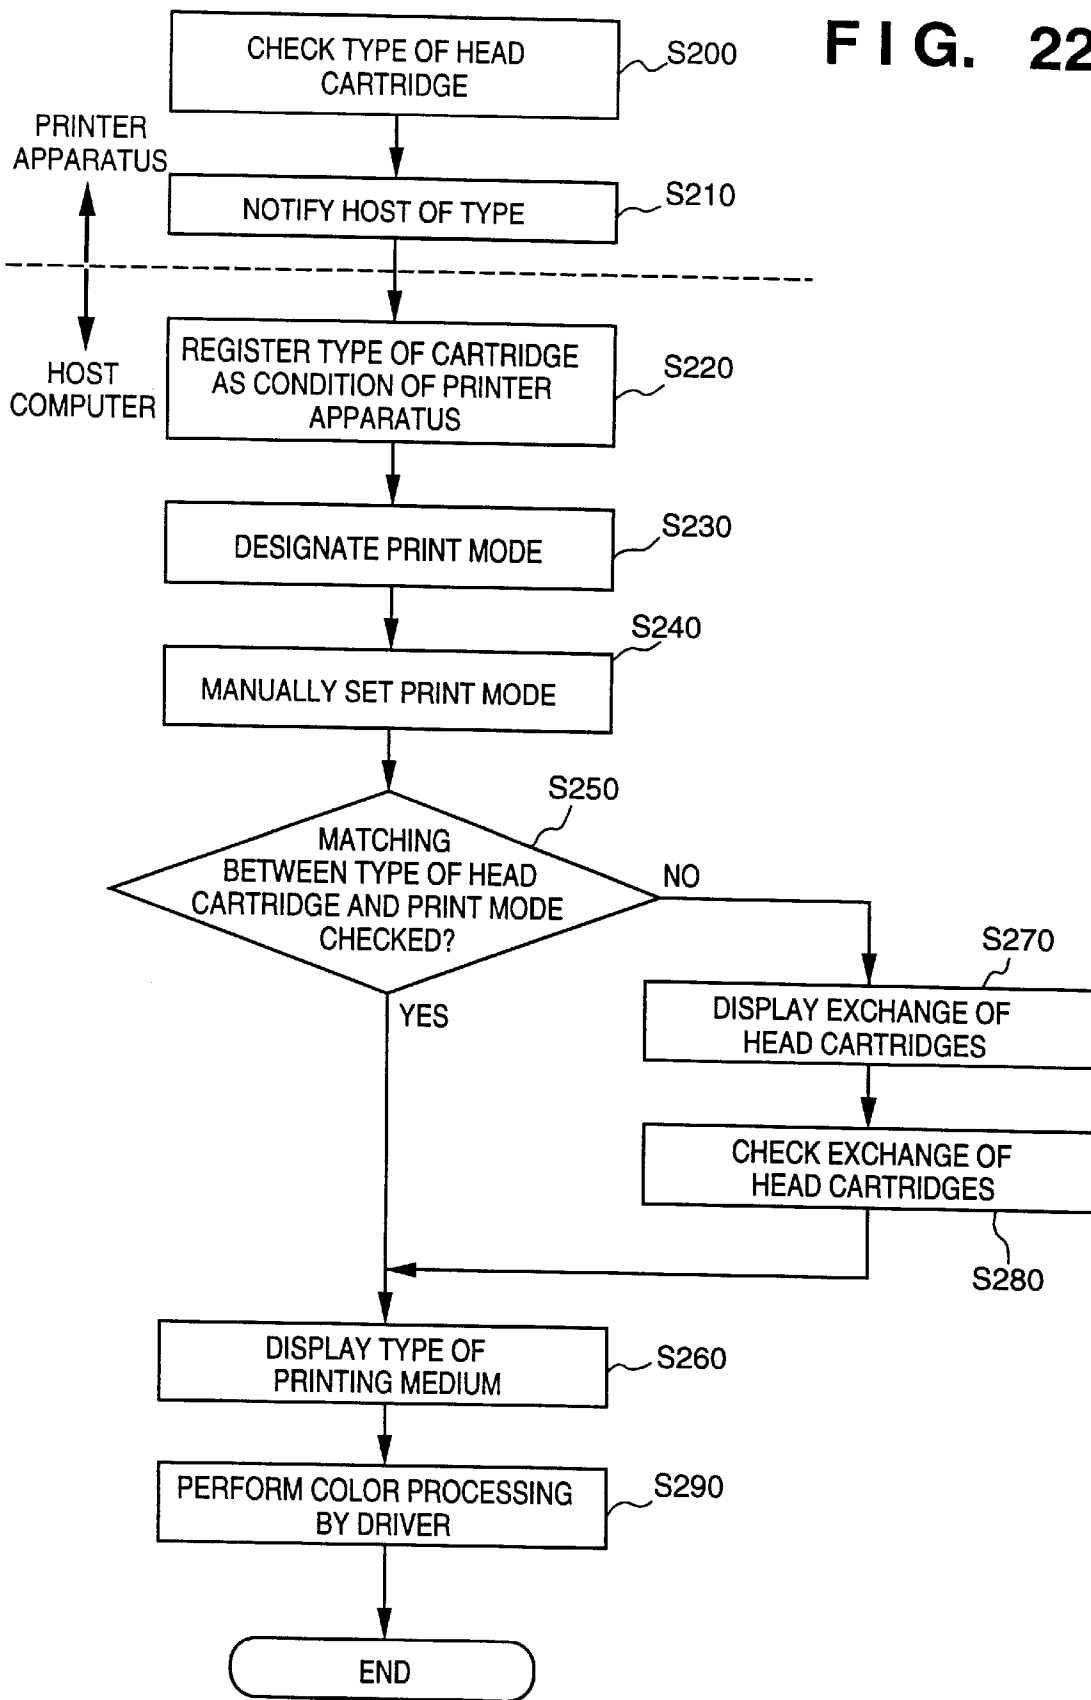 FIG. 22
CHECK TYPE OF HEAD
CARTRIDGE
S200
PRINTER
APPARATUS
NOTIFY HOST OF TYPE
S210
HOST
COMPUTER
REGISTER TYPE OF CARTRIDGE
AS CONDITION OF PRINTER
APPARATUS
S220
DESIGNATE PRINT MODE
S230
MANUALLY SET PRINT MODE
S240
MATCHING
BETWEEN TYPE OF HEAD
CARTRIDGE AND PRINT MODE
CHECKED?
S250
NO
YES
DISPLAY EXCHANGE OF
HEAD CARTRIDGES
S270
CHECK EXCHANGE OF
HEAD CARTRIDGES
S280
DISPLAY TYPE OF
PRINTING MEDIUM
S260
PERFORM COLOR PROCESSING
BY DRIVER
S290
END